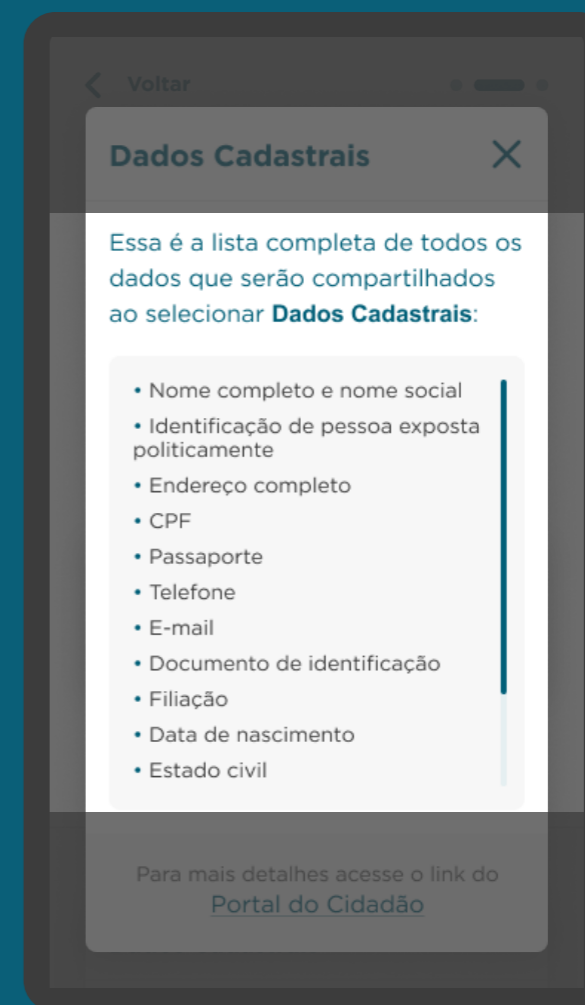 Voltar
Dados Cadastrais
Essa é a lista completa de todos os
dados que serão compartilhados
ao selecionar Dados Cadastrais:
• Nome completo e nome social
• Identificação de pessoa exposta
politicamente
• Endereço completo
• CPF
• Passaporte
• Telefone
• E-mail
• Documento de identificação
• Filiação
• Data de nascimento
• Estado civil
Para mais detalhes acesse o link do
Portal do Cidadão